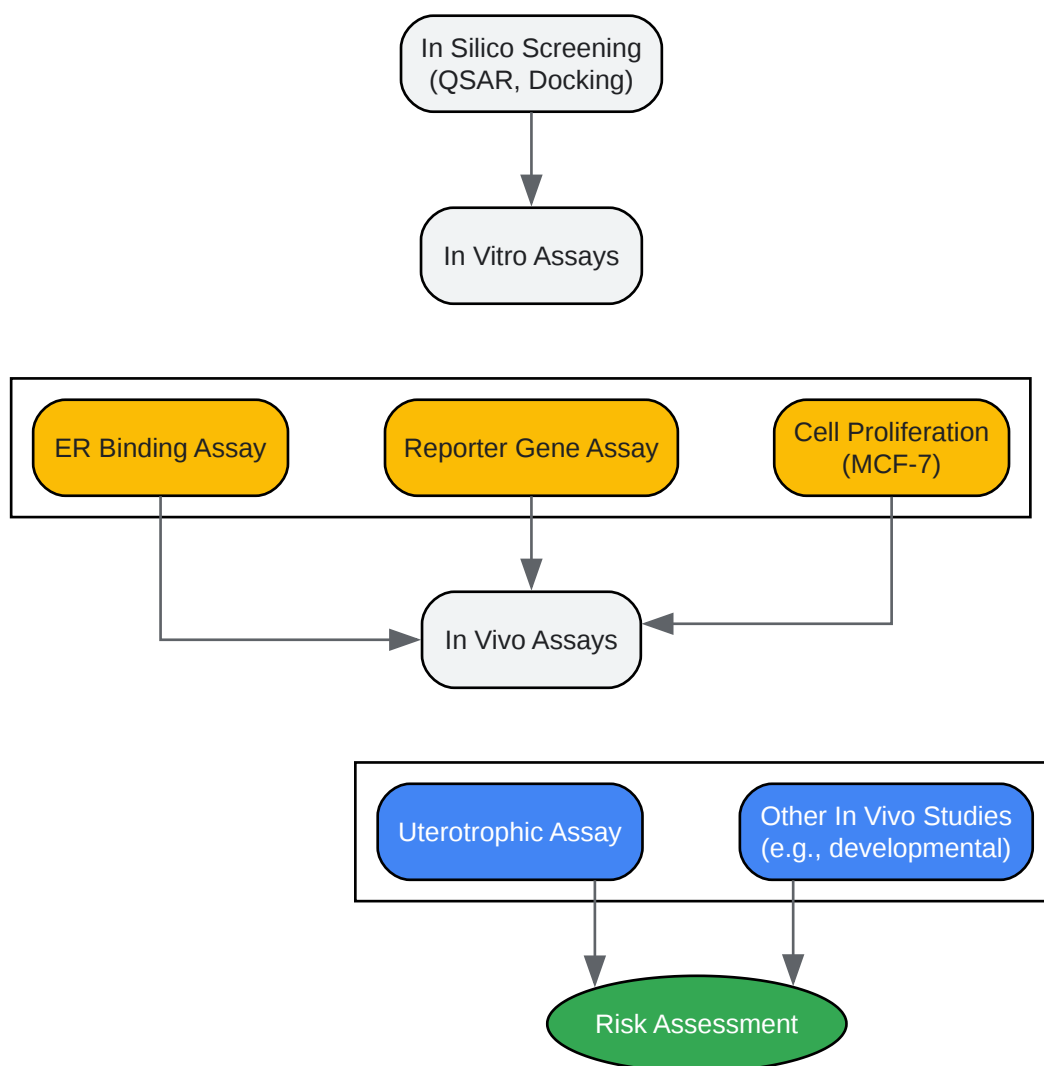 In Silico Screening
(QSAR, Docking)
In Vitro Assays
ER Binding Assay
Reporter Gene Assay
Cell Proliferation
(MCF-7)
In Vivo Assays
Uterotrophic Assay
Other In Vivo Studies
(e.g., developmental)
Risk Assessment